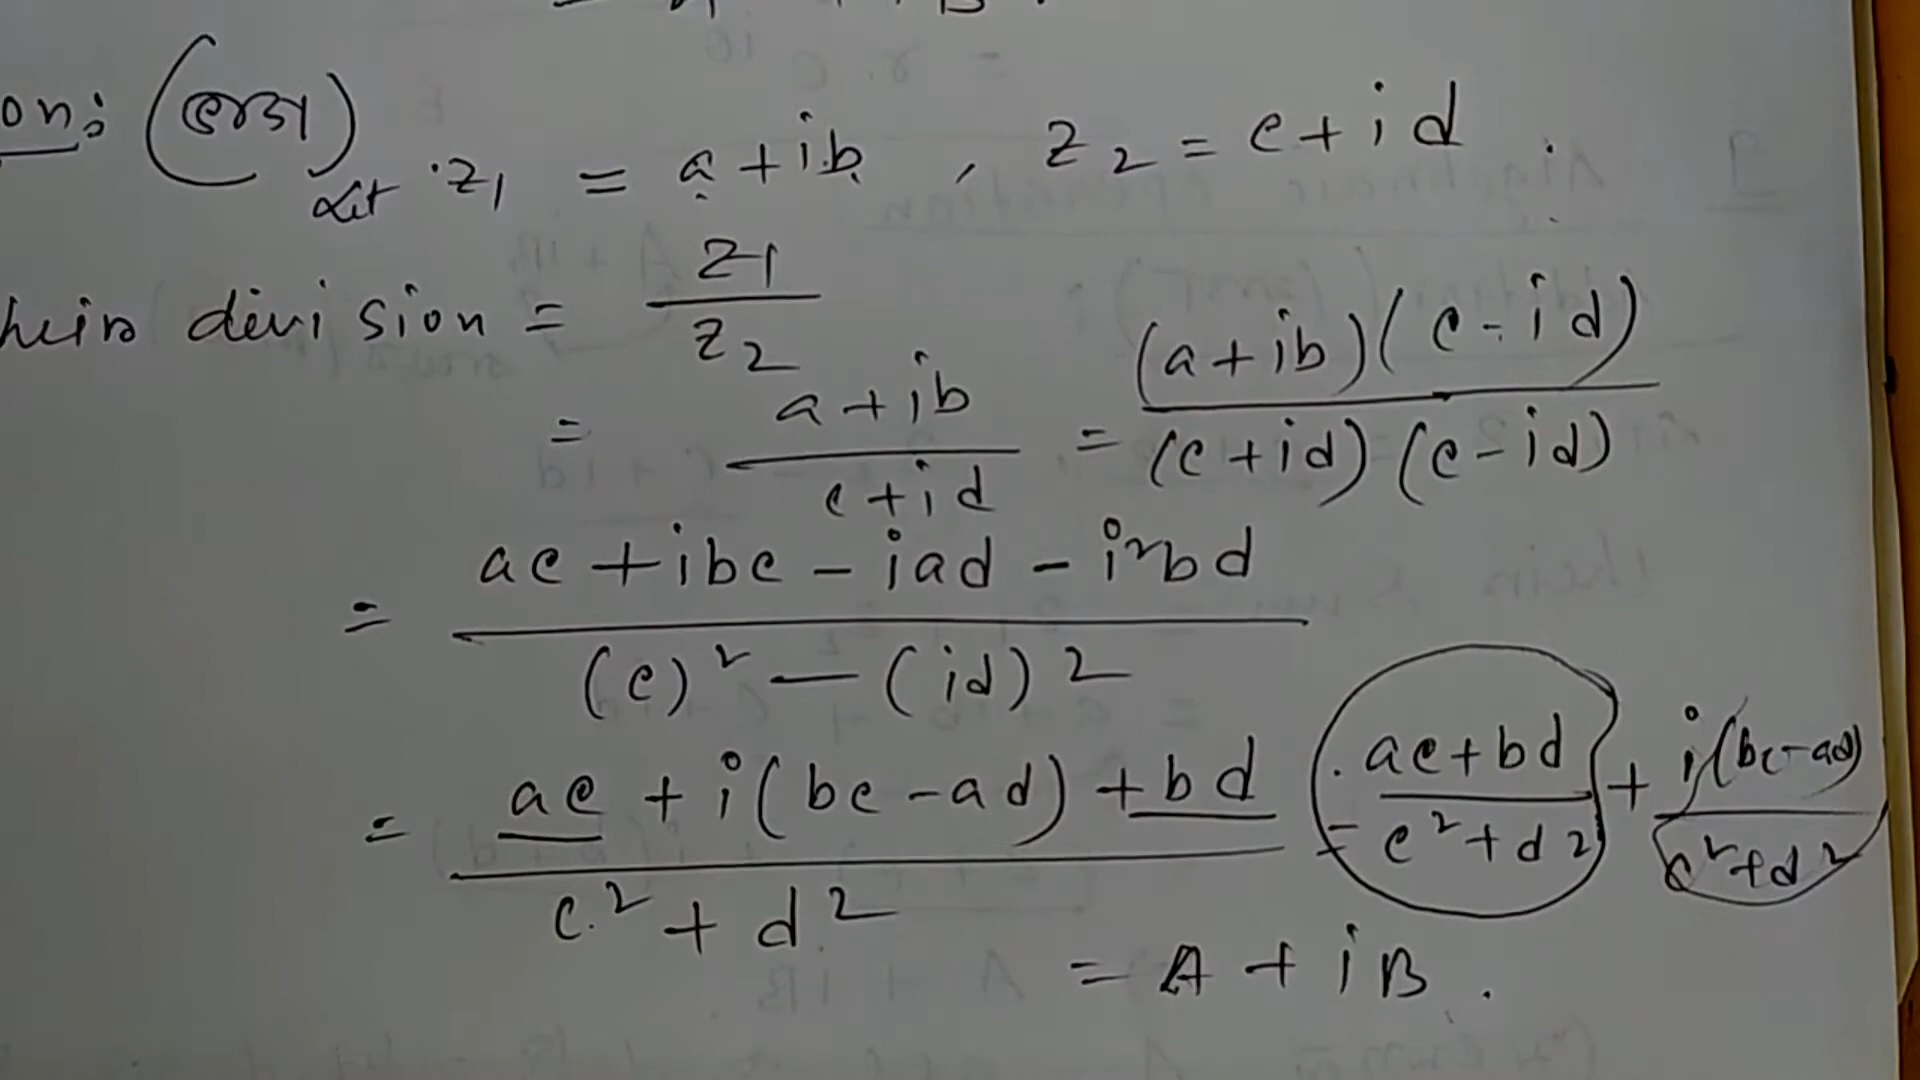 on: (ভাগ)
Let z1 = a + ib , z2 = c + id .
heir division = z1/z2
= (a + ib)/(c + id) = (a + ib)(c - id)/(c + id)(c - id)
= (ac + ibc - iad - i²bd)/((c)² - (id)²)
= (ac + i(bc - ad) + bd)/(c² + d²) = (ac + bd)/(c² + d²) + i(bc - ad)/(c² + d²)
= A + iB .